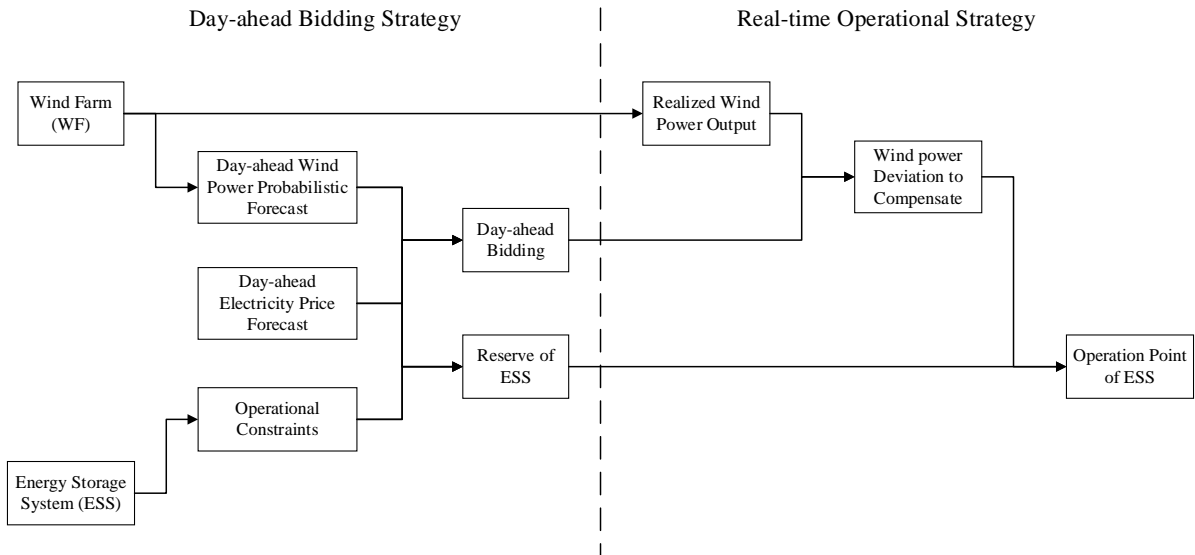 Day-ahead Bidding Strategy
Real-time Operational Strategy
Wind Farm
(WF)
Realized Wind
Power Output
Day-ahead Wind
Power Probabilistic
Forecast
Wind power
Deviation to
Compensate
Day-ahead
Bidding
Day-ahead
Electricity Price
Forecast
Reserve of
ESS
Operation Point
of ESS
Operational
Constraints
Energy Storage
System (ESS)